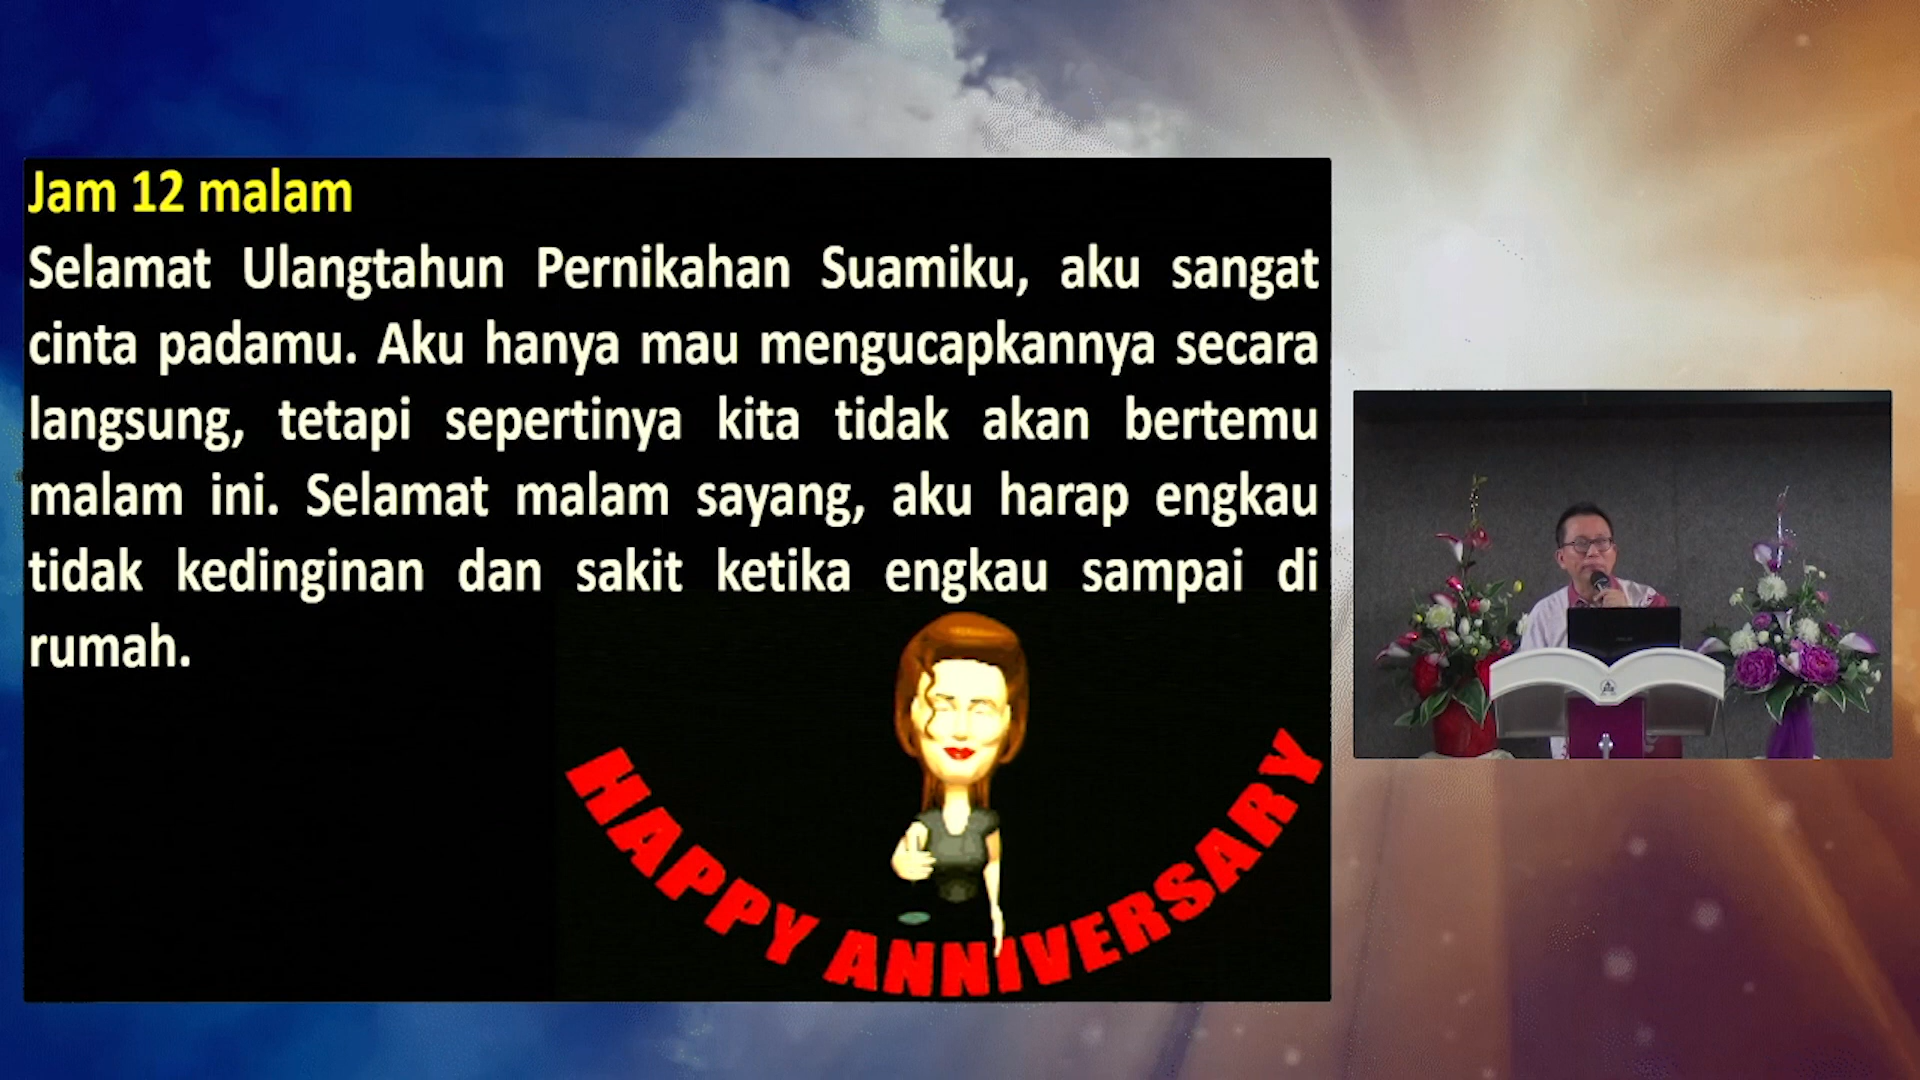 Jam 12 malam
Selamat Ulangtahun Pernikahan Suamiku, aku sangat
cinta padamu. Aku hanya mau mengucapkannya secara
langsung, tetapi sepertinya kita tidak akan bertemu
malam ini. Selamat malam sayang, aku harap engkau
tidak kedinginan dan sakit ketika engkau sampai di
rumah.
HAPPY ANNIVERSARY